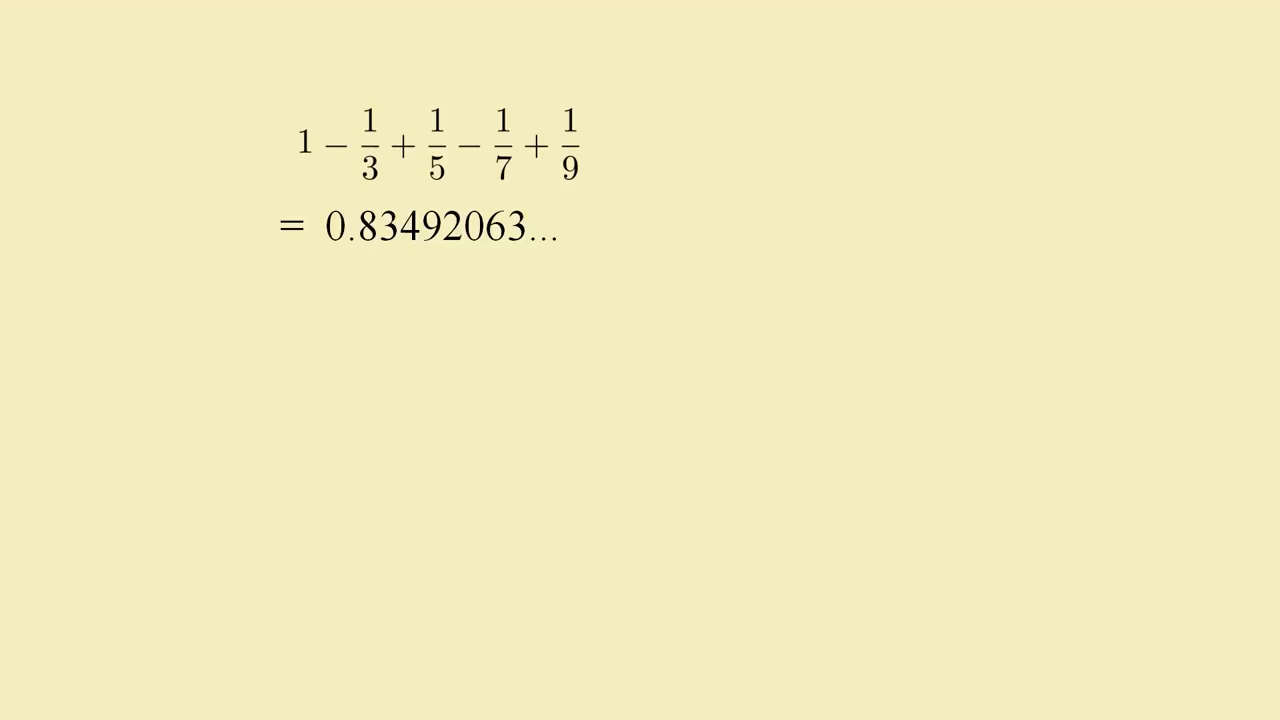 1 − 1/3 + 1/5 − 1/7 + 1/9
= 0.83492063...